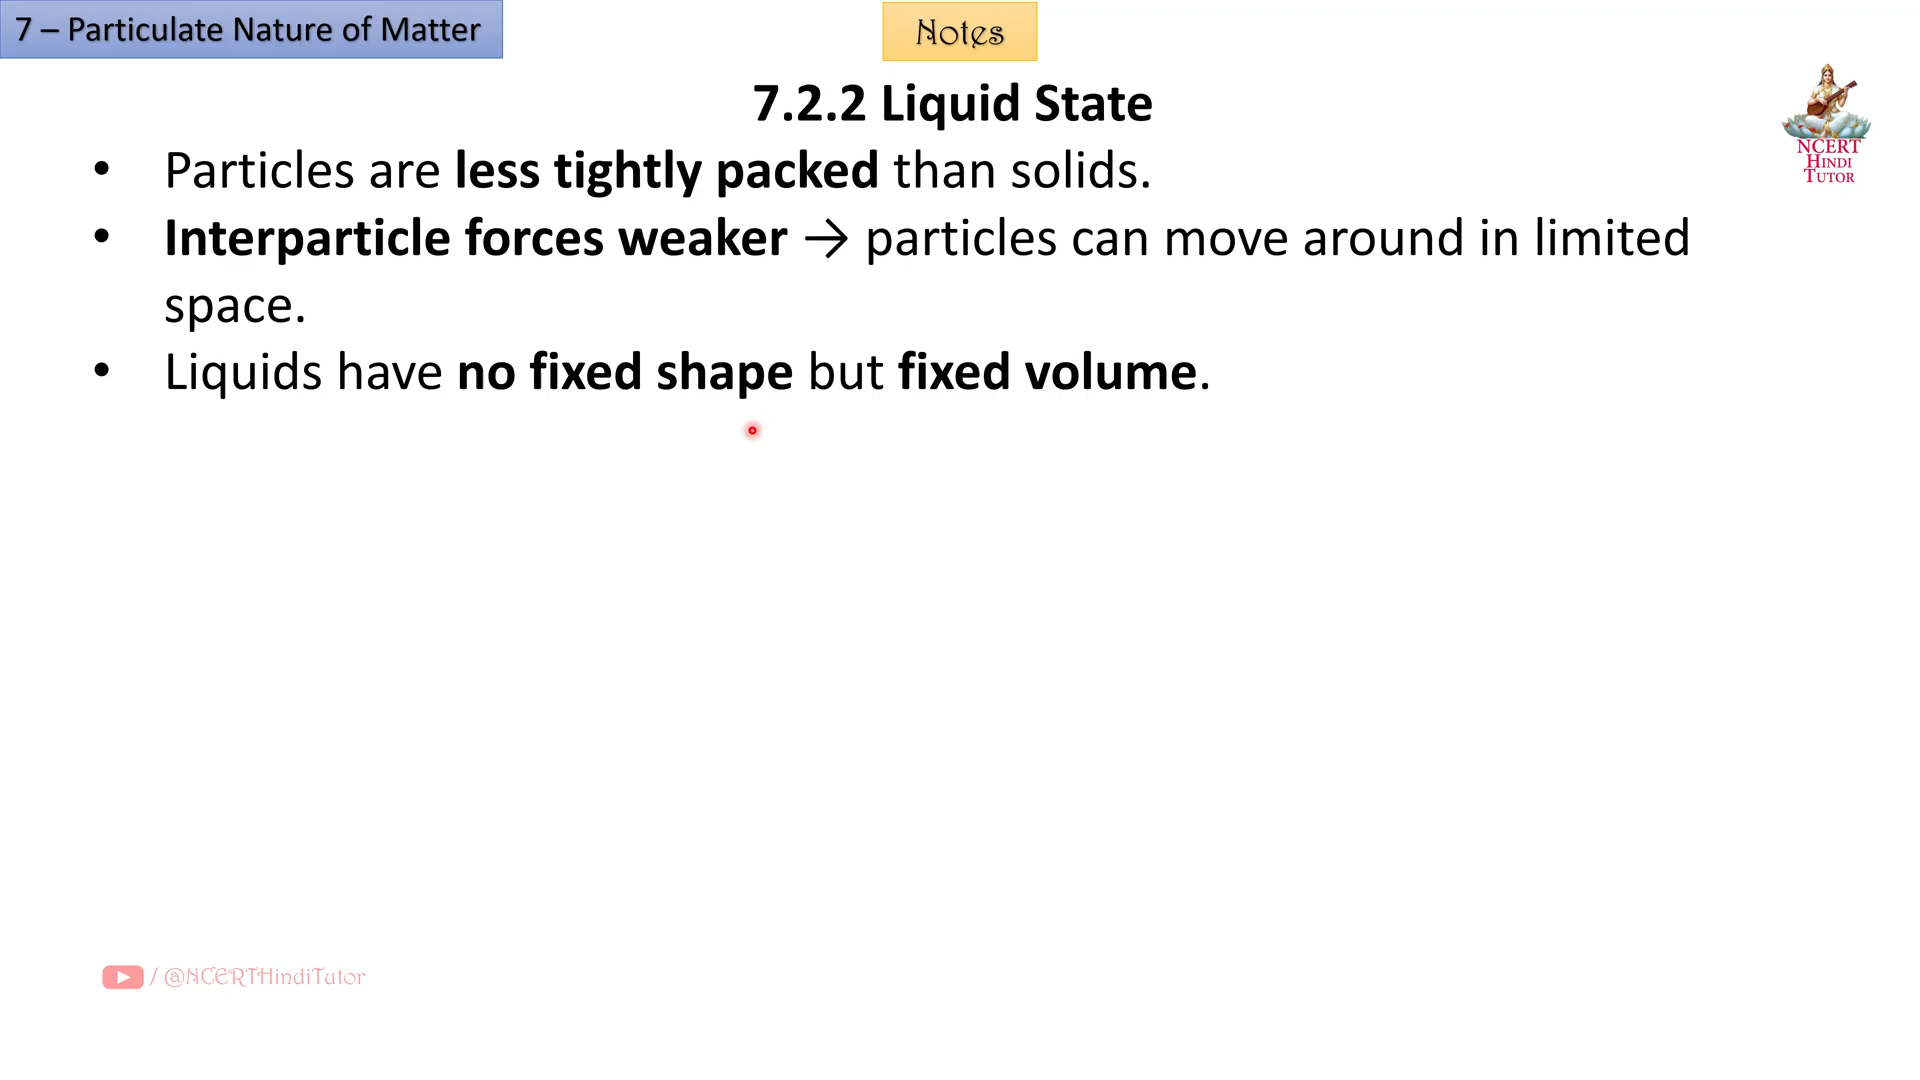 7 – Particulate Nature of Matter
Notes
7.2.2 Liquid State
• Particles are less tightly packed than solids.
• Interparticle forces weaker → particles can move around in limited
space.
• Liquids have no fixed shape but fixed volume.
NCERT
HINDI
TUTOR
/ @NCERTHindiTutor